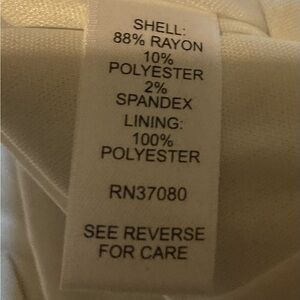 SHELL:
88% RAYON
10%
POLYESTER
2%
SPANDEX
LINING:
100%
POLYESTER
RN37080
SEE REVERSE
FOR CARE